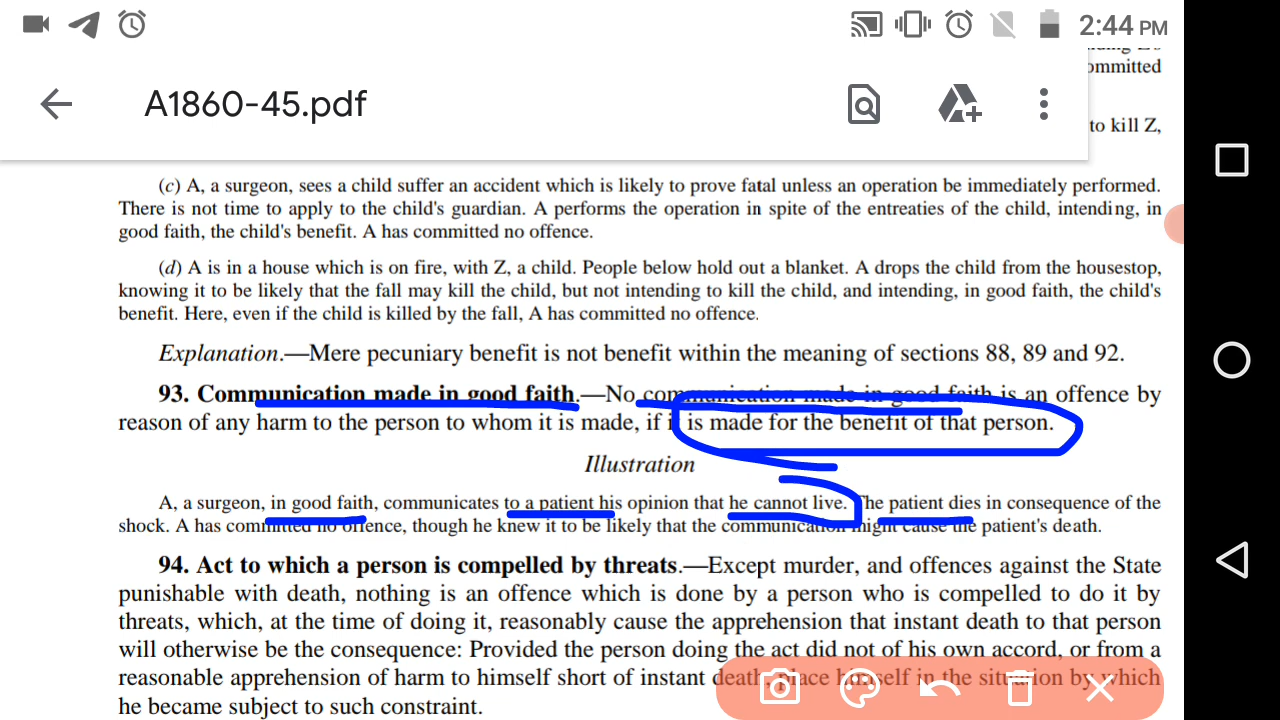 2:44 PM
ommitted
A1860-45.pdf
to kill Z,
(c) A, a surgeon, sees a child suffer an accident which is likely to prove fatal unless an operation be immediately performed.
There is not time to apply to the child's guardian. A performs the operation in spite of the entreaties of the child, intending, in
good faith, the child's benefit. A has committed no offence.
(d) A is in a house which is on fire, with Z, a child. People below hold out a blanket. A drops the child from the housestop,
knowing it to be likely that the fall may kill the child, but not intending to kill the child, and intending, in good faith, the child's
benefit. Here, even if the child is killed by the fall, A has committed no offence.
Explanation.—Mere pecuniary benefit is not benefit within the meaning of sections 88, 89 and 92.
93. Communication made in good faith.—No communication made in good faith is an offence by
reason of any harm to the person to whom it is made, if it is made for the benefit of that person.
Illustration
A, a surgeon, in good faith, communicates to a patient his opinion that he cannot live. The patient dies in consequence of the
shock. A has committed no offence, though he knew it to be likely that the communication might cause the patient's death.
94. Act to which a person is compelled by threats.—Except murder, and offences against the State
punishable with death, nothing is an offence which is done by a person who is compelled to do it by
threats, which, at the time of doing it, reasonably cause the apprehension that instant death to that person
will otherwise be the consequence: Provided the person doing the act did not of his own accord, or from a
reasonable apprehension of harm to himself short of instant death, place himself in the situation by which
he became subject to such constraint.